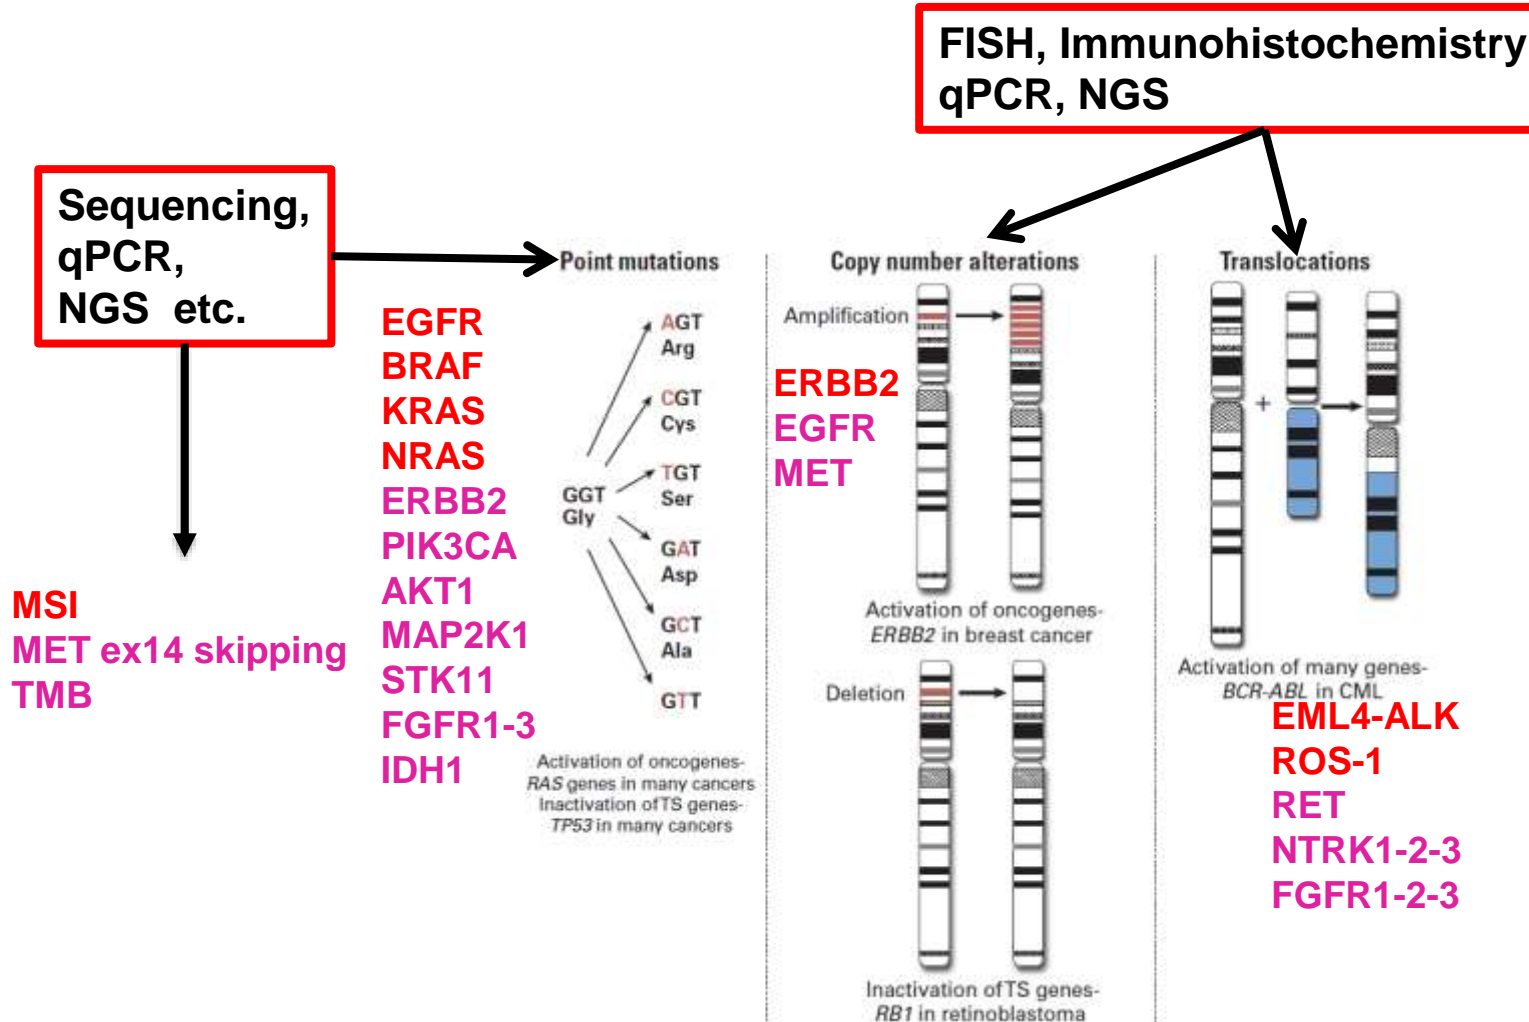 FISH, Immunohistochemistry
qPCR, NGS
Sequencing,
qPCR,
NGS etc.
MSI
MET ex14 skipping
TMB
Point mutations
EGFR
BRAF
KRAS
NRAS
ERBB2
PIK3CA
AKT1
MAP2K1
STK11
FGFR1-3
IDH1
GGT
Gly
AGT
Arg
CGT
Cys
TGT
Ser
GAT
Asp
GCT
Ala
GTT
Activation of oncogenes-
RAS genes in many cancers
Inactivation of TS genes-
TP53 in many cancers
Copy number alterations
Amplification
ERBB2
EGFR
MET
Activation of oncogenes-
ERBB2 in breast cancer
Deletion
Inactivation of TS genes-
RB1 in retinoblastoma
Translocations
+
Activation of many genes-
BCR-ABL in CML
EML4-ALK
ROS-1
RET
NTRK1-2-3
FGFR1-2-3